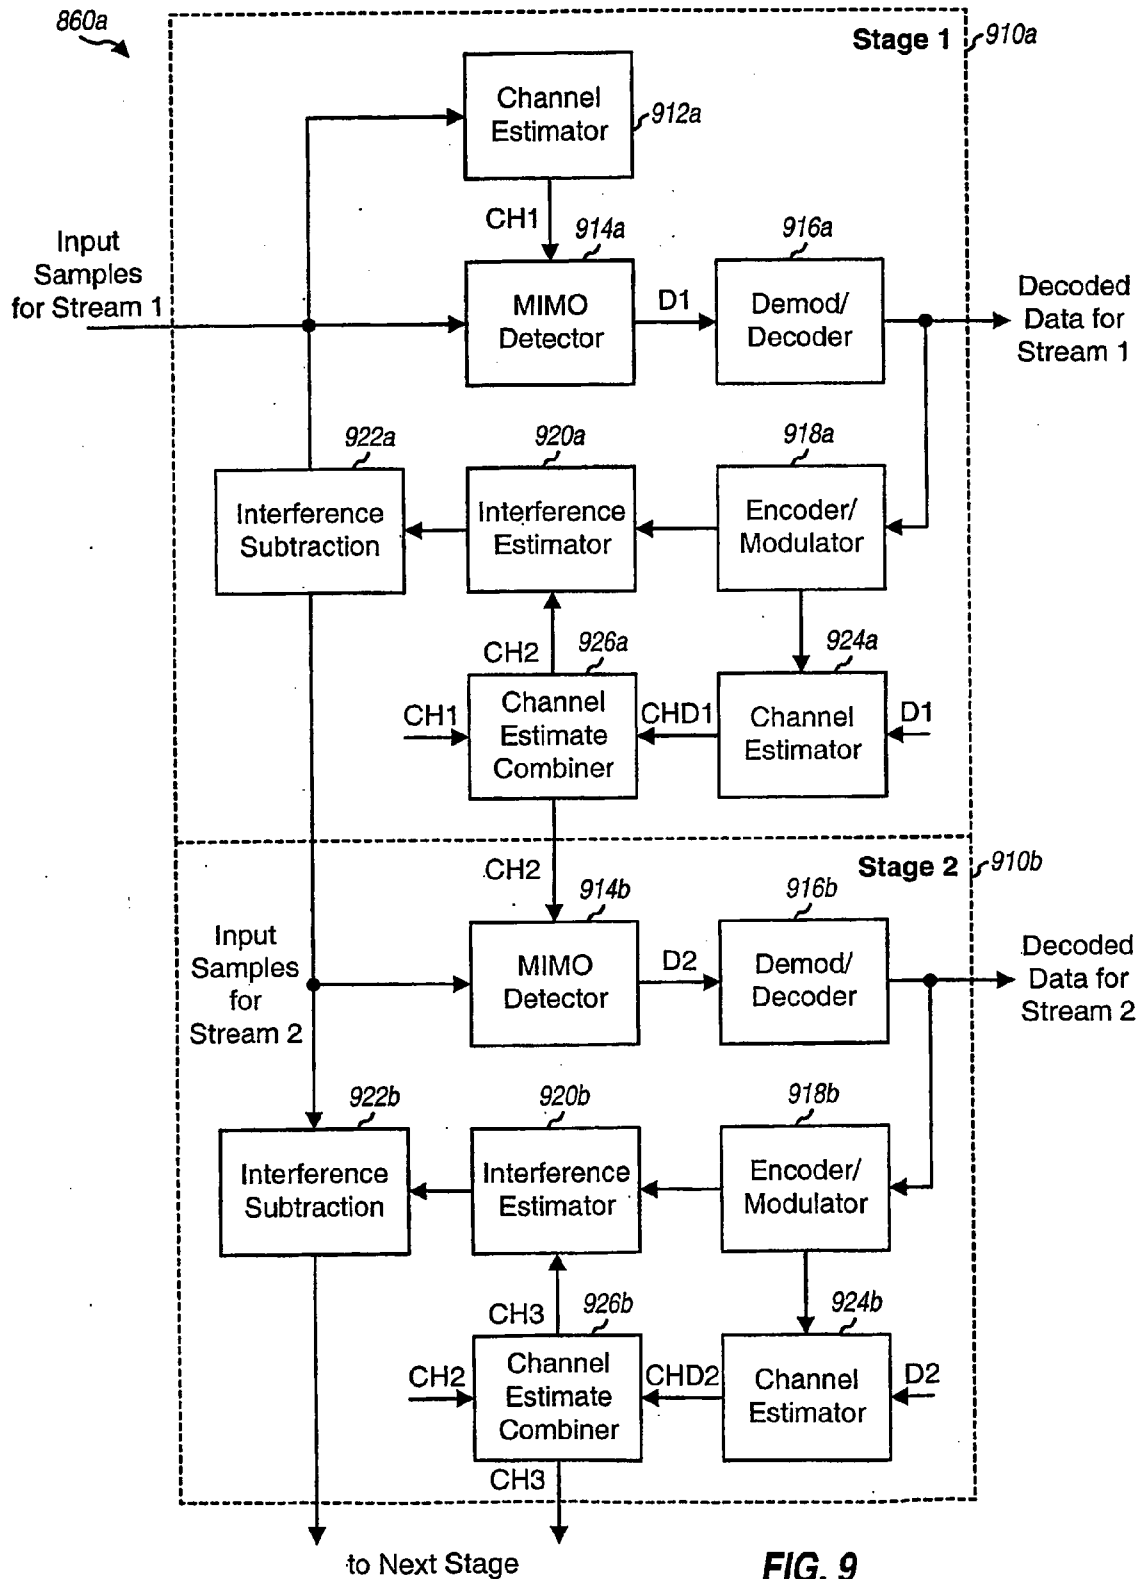 860a
Stage 1
910a
Channel
Estimator
912a
CH1
914a
916a
Input
Samples
for Stream 1
MIMO
Detector
D1
Demod/
Decoder
Decoded
Data for
Stream 1
922a
920a
918a
Interference
Subtraction
Interference
Estimator
Encoder/
Modulator
CH2
926a
924a
CH1
Channel
Estimate
Combiner
CHD1
Channel
Estimator
D1
CH2
Stage 2
910b
914b
916b
Input
Samples
for
Stream 2
MIMO
Detector
D2
Demod/
Decoder
Decoded
Data for
Stream 2
922b
920b
918b
Interference
Subtraction
Interference
Estimator
Encoder/
Modulator
CH3
926b
924b
CH2
Channel
Estimate
Combiner
CHD2
Channel
Estimator
D2
CH3
to Next Stage
FIG. 9